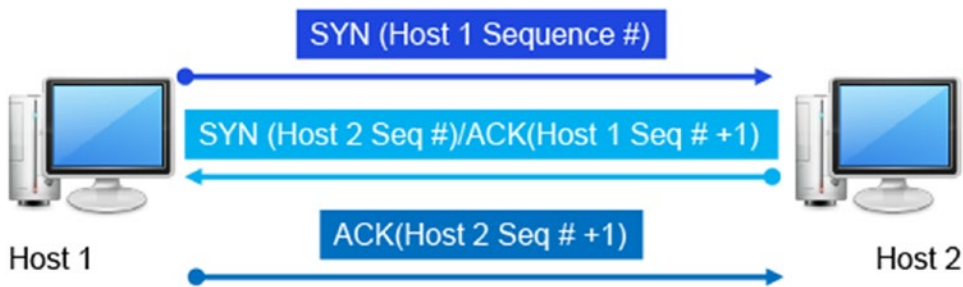 SYN (Host 1 Sequence #)
SYN (Host 2 Seq #)/ACK(Host 1 Seq # +1)
ACK(Host 2 Seq # +1)
Host 1
Host 2